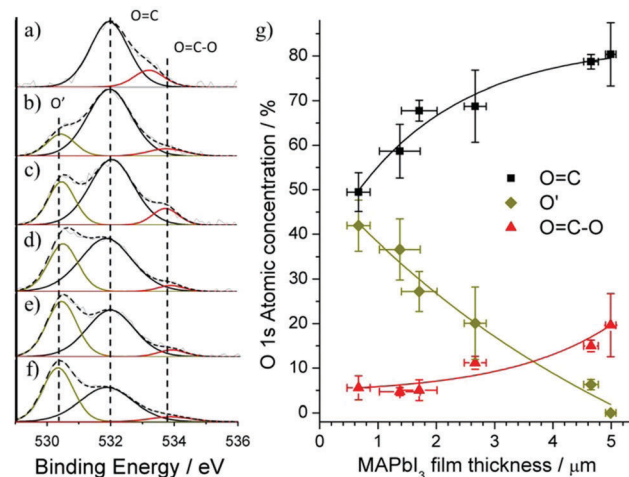 a)
O=C
O=C-O
b)
O'
c)
d)
e)
f)
530 532 534 536
Binding Energy / eV
g)
80
70
60
50
40
30
20
10
0
O 1s Atomic concentration / %
O=C
O'
O=C-O
0 1 2 3 4 5
MAPbI₃ film thickness / μm